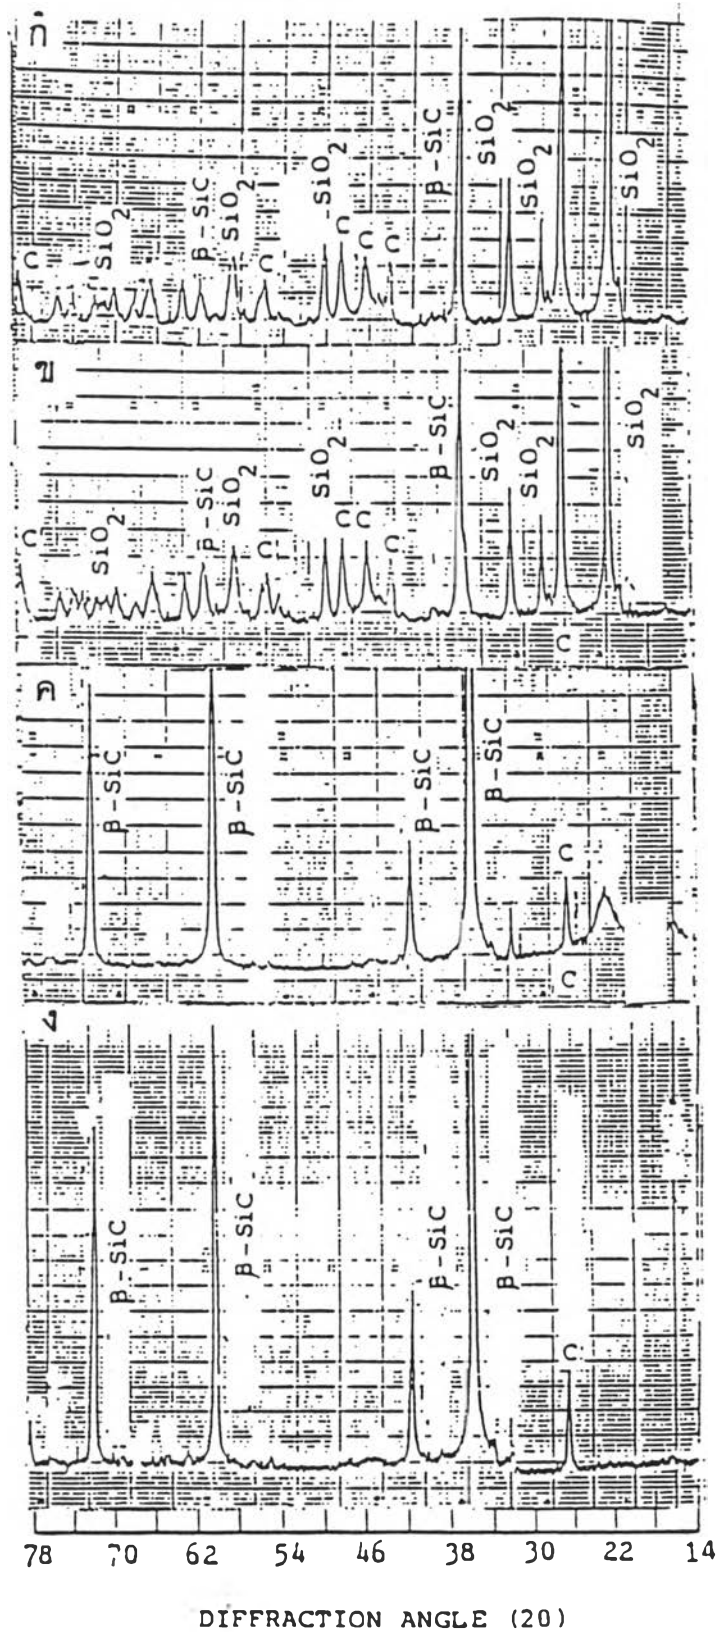 ก
C
SiO2
β-SiC
SiO2
C
SiO2
C
C
C
β-SiC
SiO2
SiO2
SiO2
ข
C
SiO2
β-SiC
SiO2
C
SiO2
C
C
C
β-SiC
SiO2
SiO2
SiO2
C
ค
β-SiC
β-SiC
β-SiC
β-SiC
C
C
ง
β-SiC
β-SiC
β-SiC
β-SiC
C
78 70 62 54 46 38 30 22 14
DIFFRACTION ANGLE (2θ)